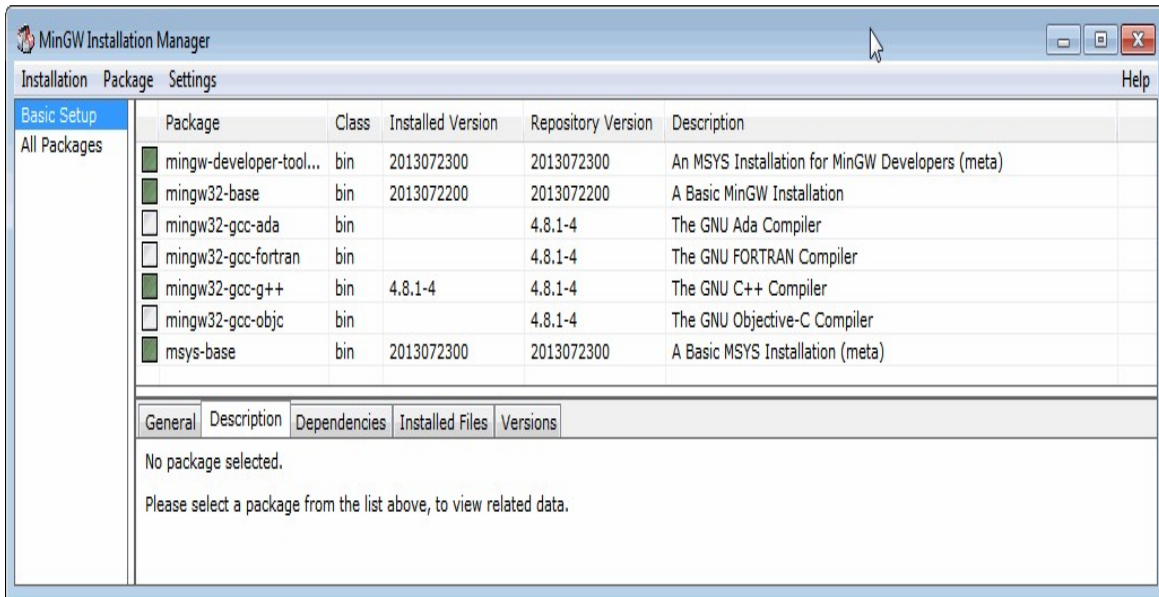 MinGW Installation Manager
Installation Package Settings Help
Basic Setup
All Packages
Package Class Installed Version Repository Version Description
mingw-developer-tool... bin 2013072300 2013072300 An MSYS Installation for MinGW Developers (meta)
mingw32-base bin 2013072200 2013072200 A Basic MinGW Installation
mingw32-gcc-ada bin 4.8.1-4 The GNU Ada Compiler
mingw32-gcc-fortran bin 4.8.1-4 The GNU FORTRAN Compiler
mingw32-gcc-g++ bin 4.8.1-4 4.8.1-4 The GNU C++ Compiler
mingw32-gcc-objc bin 4.8.1-4 The GNU Objective-C Compiler
msys-base bin 2013072300 2013072300 A Basic MSYS Installation (meta)
General Description Dependencies Installed Files Versions
No package selected.
Please select a package from the list above, to view related data.